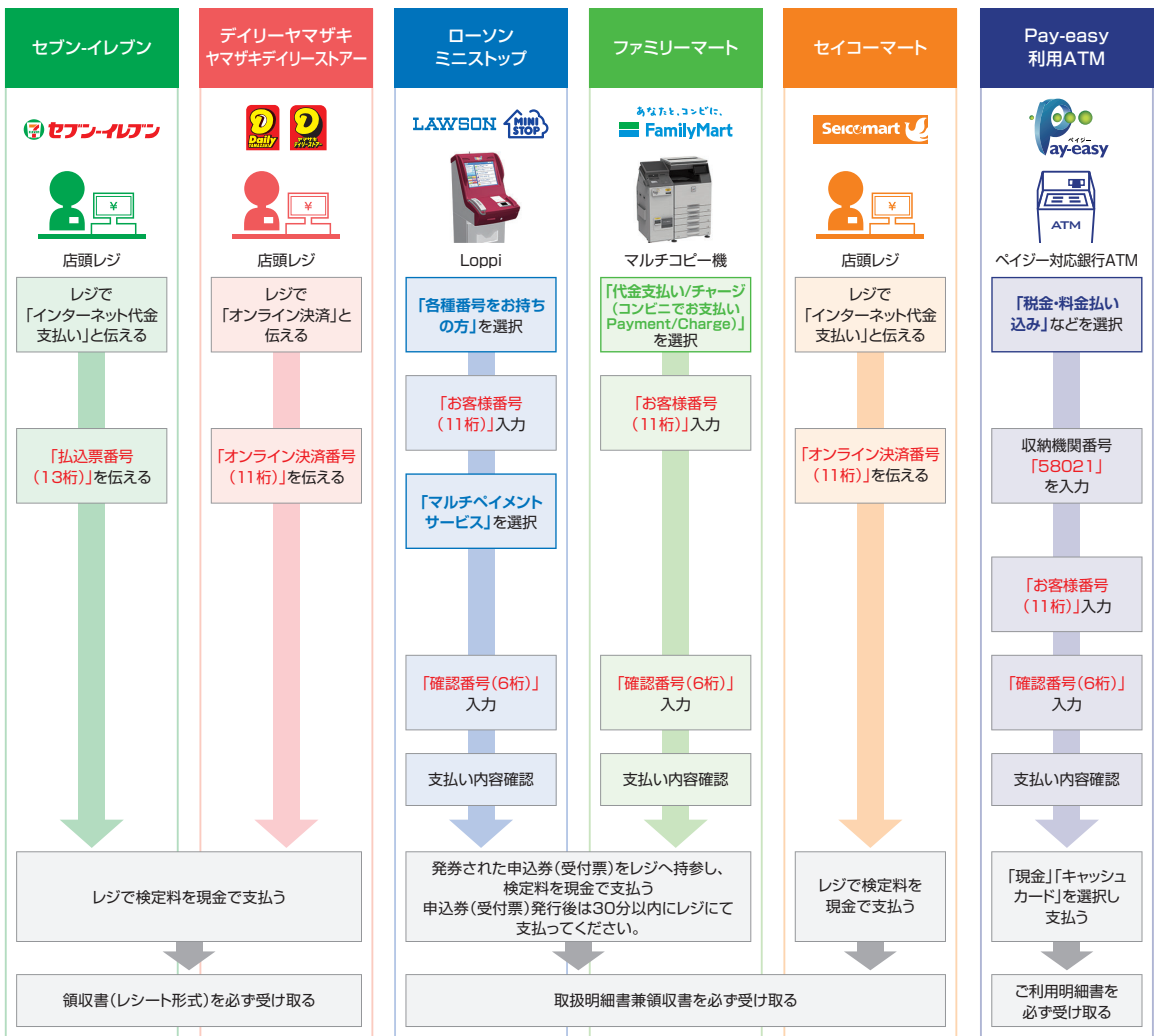 セブン-イレブン
デイリーヤマザキ
ヤマザキデイリーストアー
ローソン
ミニストップ
ファミリーマート
セイコーマート
Pay-easy
利用ATM
セブン-イレブン
Daily
YAMAZAKI
ヤマザキ
デイリーストアー
LAWSON
MINI
STOP
あなたと、コンビに、
FamilyMart
Seicomart
ペイジー
Pay-easy
¥
¥
¥
ATM
店頭レジ
店頭レジ
Loppi
マルチコピー機
店頭レジ
ペイジー対応銀行ATM
レジで
「インターネット代金
支払い」と伝える
レジで
「オンライン決済」と
伝える
「各種番号をお持ち
の方」を選択
「代金支払い/チャージ
(コンビニでお支払い
Payment/Charge)」
を選択
レジで
「インターネット代金
支払い」と伝える
「税金・料金払い
込み」などを選択
「お客様番号
(11桁)」入力
「お客様番号
(11桁)」入力
「払込票番号
(13桁)」を伝える
「オンライン決済番号
(11桁)」を伝える
「マルチペイメント
サービス」を選択
「オンライン決済番号
(11桁)」を伝える
収納機関番号
「58021」
を入力
「お客様番号
(11桁)」入力
「確認番号(6桁)」
入力
「確認番号(6桁)」
入力
「確認番号(6桁)」
入力
支払い内容確認
支払い内容確認
支払い内容確認
レジで検定料を現金で支払う
発券された申込券(受付票)をレジへ持参し、
検定料を現金で支払う
申込券(受付票)発行後は30分以内にレジにて
支払ってください。
レジで検定料を
現金で支払う
「現金」「キャッシュ
カード」を選択し
支払う
領収書(レシート形式)を必ず受け取る
取扱明細書兼領収書を必ず受け取る
ご利用明細書を
必ず受け取る